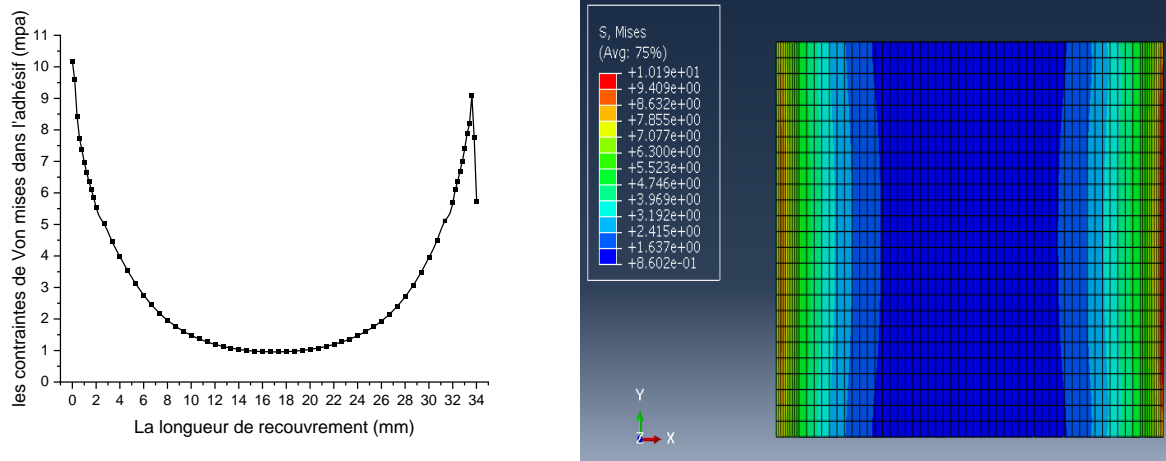 les contraintes de Von mises dans l'adhésif (mpa)
11
10
9
8
7
6
5
4
3
2
1
0
0 2 4 6 8 10 12 14 16 18 20 22 24 26 28 30 32 34
La longueur de recouvrement (mm)
S, Mises
(Avg: 75%)
+1.019e+01
+9.409e+00
+8.632e+00
+7.855e+00
+7.077e+00
+6.300e+00
+5.523e+00
+4.746e+00
+3.969e+00
+3.192e+00
+2.415e+00
+1.637e+00
+8.602e-01
Y
Z X